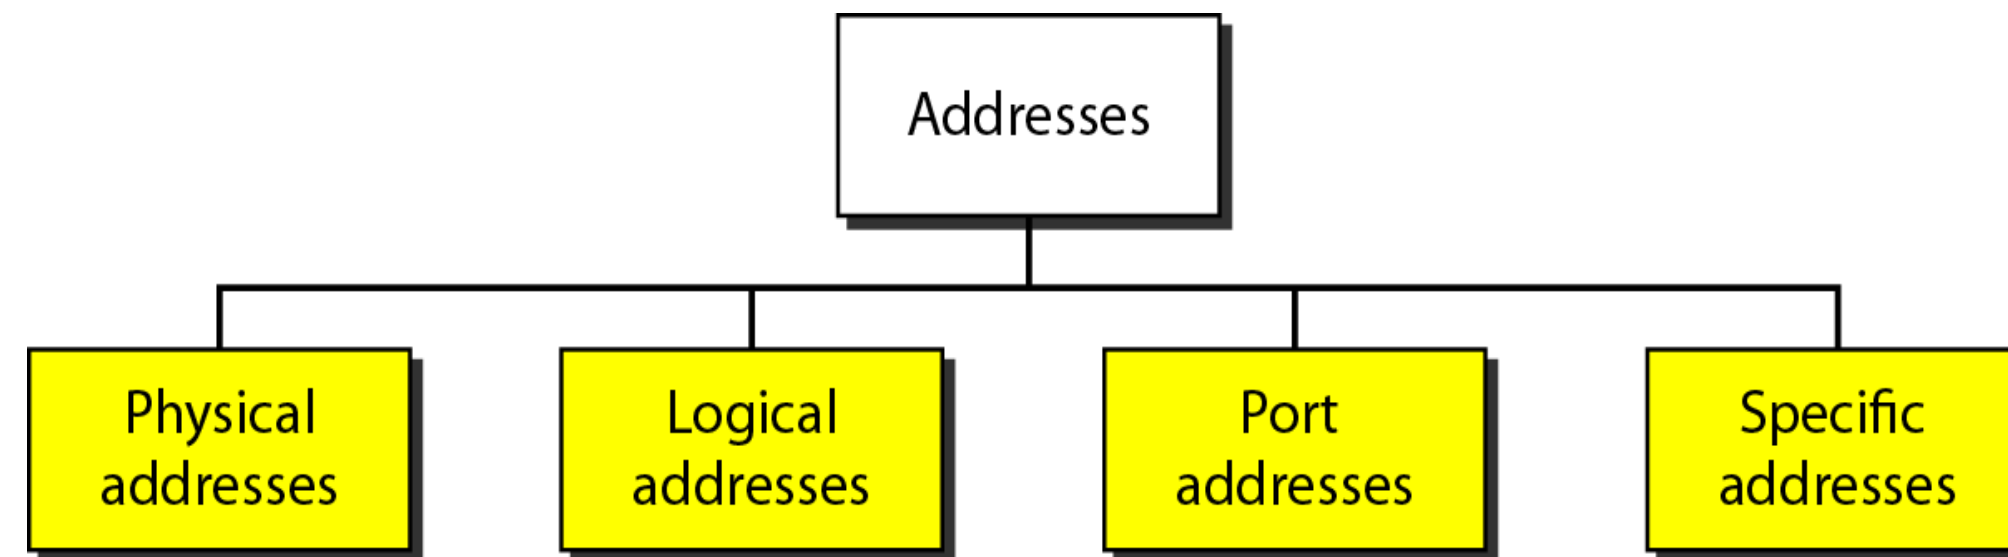 Addresses
Physical
addresses
Logical
addresses
Port
addresses
Specific
addresses